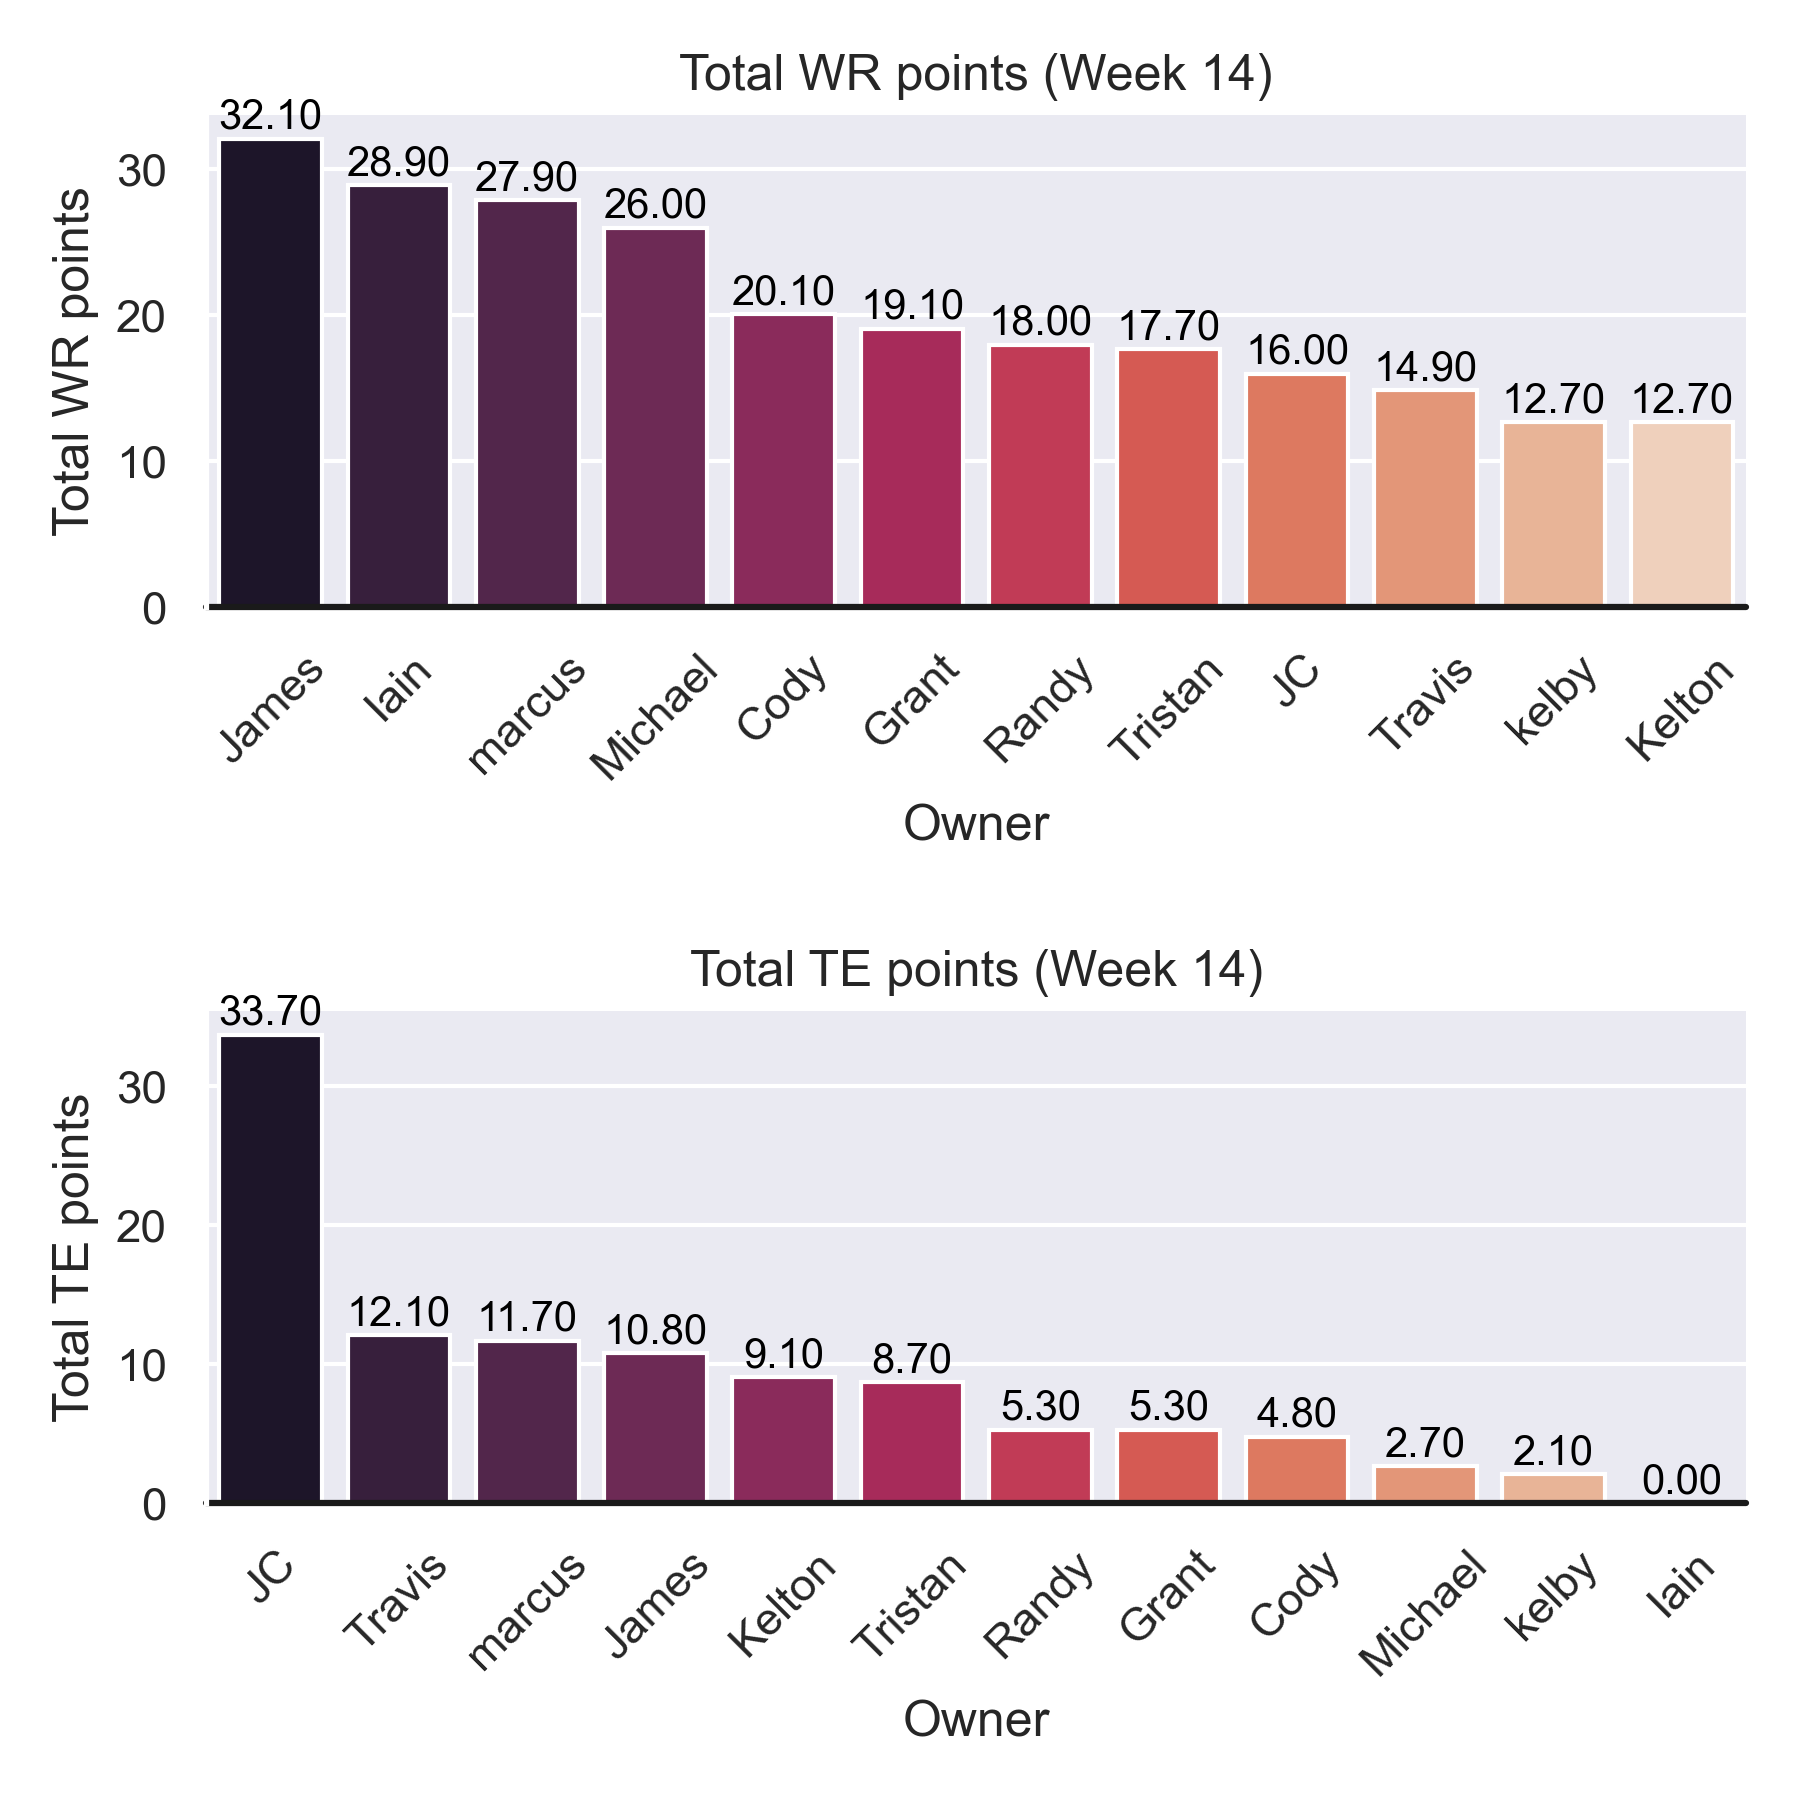 Total WR points (Week 14)
32.10
28.90
27.90
26.00
20.10
19.10
18.00
17.70
16.00
14.90
12.70
12.70
30
20
10
0
Total WR points
James
Iain
marcus
Michael
Cody
Grant
Randy
Tristan
JC
Travis
kelby
Kelton
Owner
Total TE points (Week 14)
33.70
12.10
11.70
10.80
9.10
8.70
5.30
5.30
4.80
2.70
2.10
0.00
30
20
10
0
Total TE points
JC
Travis
marcus
James
Kelton
Tristan
Randy
Grant
Cody
Michael
kelby
Iain
Owner